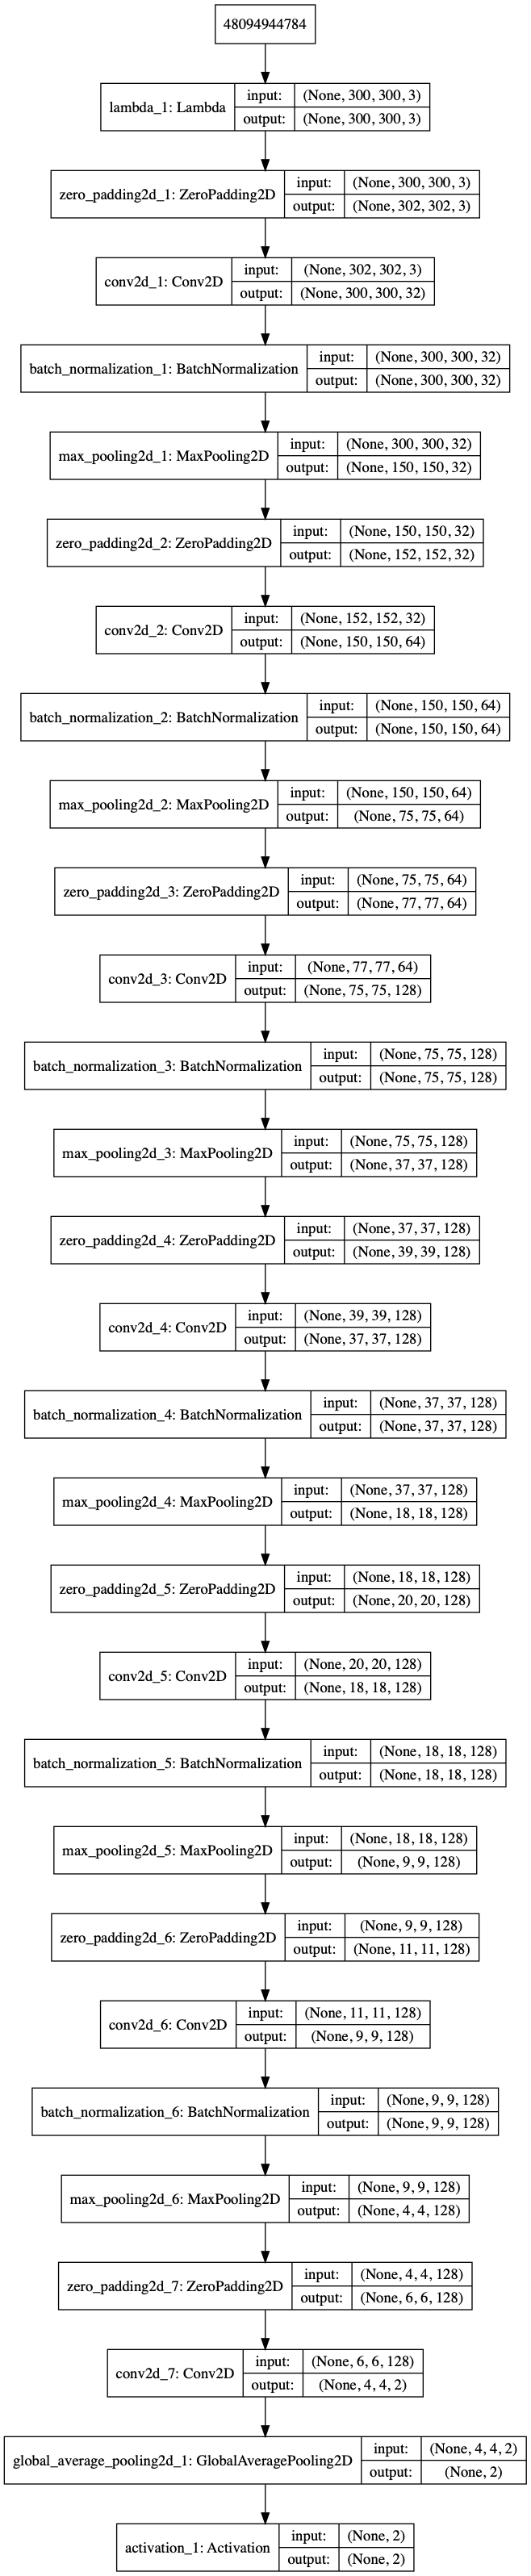 48094944784
lambda_1: Lambda
input: (None, 300, 300, 3)
output: (None, 300, 300, 3)
zero_padding2d_1: ZeroPadding2D
input: (None, 300, 300, 3)
output: (None, 302, 302, 3)
conv2d_1: Conv2D
input: (None, 302, 302, 3)
output: (None, 300, 300, 32)
batch_normalization_1: BatchNormalization
input: (None, 300, 300, 32)
output: (None, 300, 300, 32)
max_pooling2d_1: MaxPooling2D
input: (None, 300, 300, 32)
output: (None, 150, 150, 32)
zero_padding2d_2: ZeroPadding2D
input: (None, 150, 150, 32)
output: (None, 152, 152, 32)
conv2d_2: Conv2D
input: (None, 152, 152, 32)
output: (None, 150, 150, 64)
batch_normalization_2: BatchNormalization
input: (None, 150, 150, 64)
output: (None, 150, 150, 64)
max_pooling2d_2: MaxPooling2D
input: (None, 150, 150, 64)
output: (None, 75, 75, 64)
zero_padding2d_3: ZeroPadding2D
input: (None, 75, 75, 64)
output: (None, 77, 77, 64)
conv2d_3: Conv2D
input: (None, 77, 77, 64)
output: (None, 75, 75, 128)
batch_normalization_3: BatchNormalization
input: (None, 75, 75, 128)
output: (None, 75, 75, 128)
max_pooling2d_3: MaxPooling2D
input: (None, 75, 75, 128)
output: (None, 37, 37, 128)
zero_padding2d_4: ZeroPadding2D
input: (None, 37, 37, 128)
output: (None, 39, 39, 128)
conv2d_4: Conv2D
input: (None, 39, 39, 128)
output: (None, 37, 37, 128)
batch_normalization_4: BatchNormalization
input: (None, 37, 37, 128)
output: (None, 37, 37, 128)
max_pooling2d_4: MaxPooling2D
input: (None, 37, 37, 128)
output: (None, 18, 18, 128)
zero_padding2d_5: ZeroPadding2D
input: (None, 18, 18, 128)
output: (None, 20, 20, 128)
conv2d_5: Conv2D
input: (None, 20, 20, 128)
output: (None, 18, 18, 128)
batch_normalization_5: BatchNormalization
input: (None, 18, 18, 128)
output: (None, 18, 18, 128)
max_pooling2d_5: MaxPooling2D
input: (None, 18, 18, 128)
output: (None, 9, 9, 128)
zero_padding2d_6: ZeroPadding2D
input: (None, 9, 9, 128)
output: (None, 11, 11, 128)
conv2d_6: Conv2D
input: (None, 11, 11, 128)
output: (None, 9, 9, 128)
batch_normalization_6: BatchNormalization
input: (None, 9, 9, 128)
output: (None, 9, 9, 128)
max_pooling2d_6: MaxPooling2D
input: (None, 9, 9, 128)
output: (None, 4, 4, 128)
zero_padding2d_7: ZeroPadding2D
input: (None, 4, 4, 128)
output: (None, 6, 6, 128)
conv2d_7: Conv2D
input: (None, 6, 6, 128)
output: (None, 4, 4, 2)
global_average_pooling2d_1: GlobalAveragePooling2D
input: (None, 4, 4, 2)
output: (None, 2)
activation_1: Activation
input: (None, 2)
output: (None, 2)